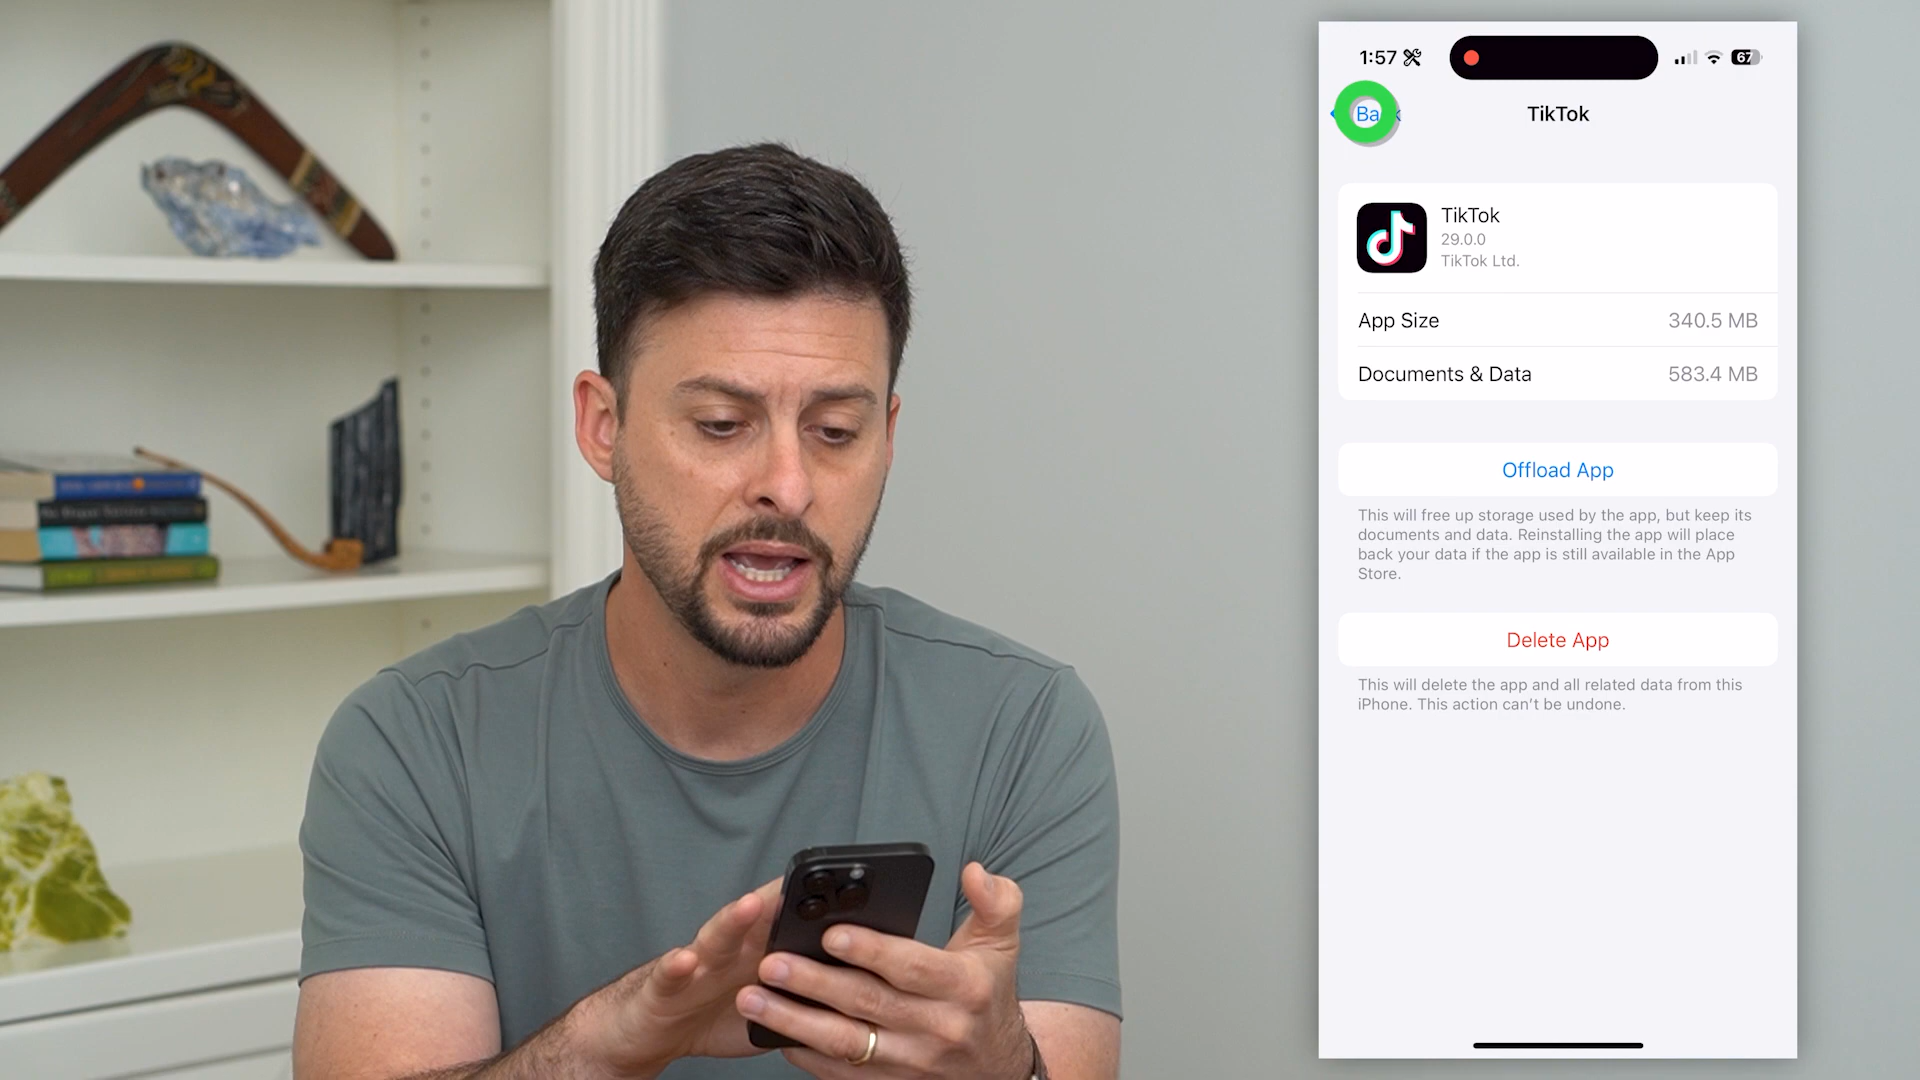 1:57
67
Back
TikTok
TikTok
29.0.0
TikTok Ltd.
App Size 340.5 MB
Documents & Data 583.4 MB
Offload App
This will free up storage used by the app, but keep its
documents and data. Reinstalling the app will place
back your data if the app is still available in the App
Store.
Delete App
This will delete the app and all related data from this
iPhone. This action can't be undone.